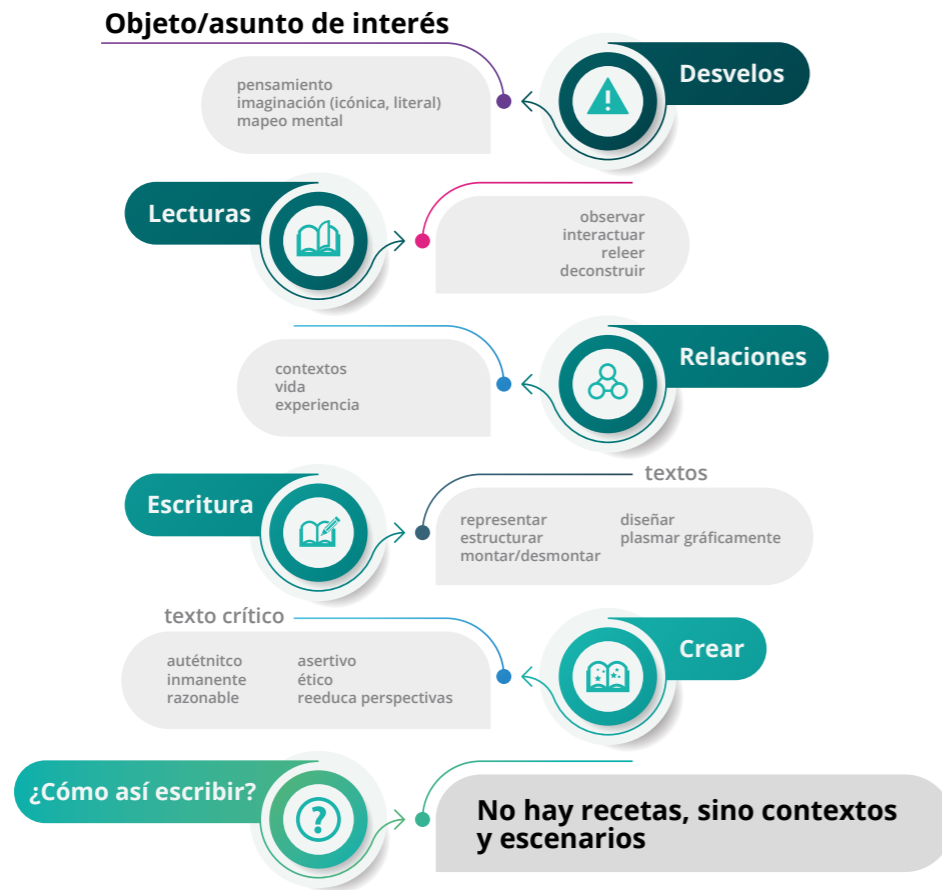 Objeto/asunto de interés
Desvelos
pensamiento
imaginación (icónica, literal)
mapeo mental
Lecturas
observar
interactuar
releer
deconstruir
Relaciones
contextos
vida
experiencia
Escritura
textos
representar
estructurar
montar/desmontar
diseñar
plasmar gráficamente
texto crítico
Crear
autétnitco
inmanente
razonable
asertivo
ético
reeduca perspectivas
¿Cómo así escribir?
No hay recetas, sino contextos
y escenarios